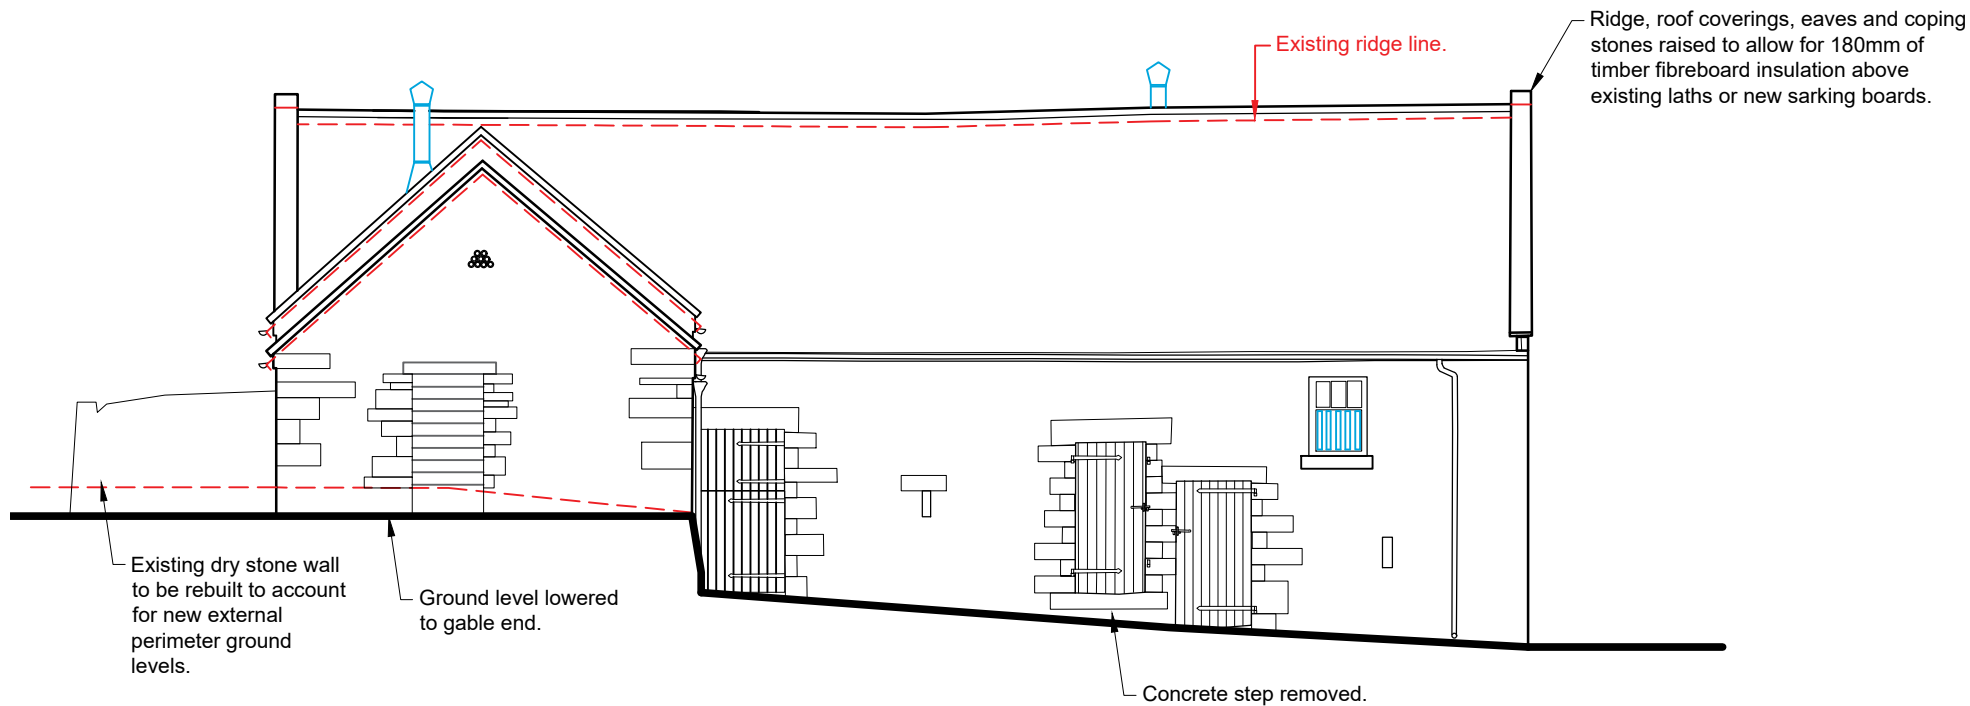 Ridge, roof coverings, eaves and coping
stones raised to allow for 180mm of
timber fibreboard insulation above
existing laths or new sarking boards.
Existing ridge line.
Existing dry stone wall
to be rebuilt to account
for new external
perimeter ground
levels.
Ground level lowered
to gable end.
Concrete step removed.